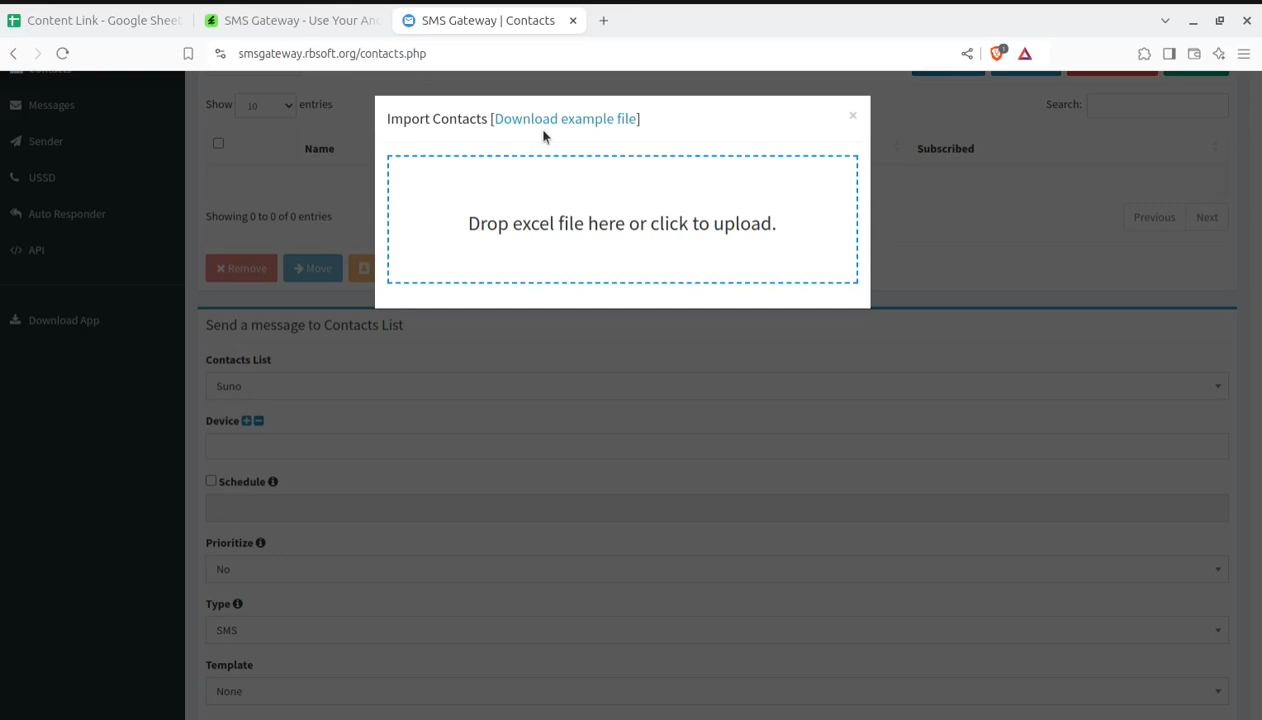 Content Link - Google Sheet
SMS Gateway - Use Your An
SMS Gateway | Contacts
smsgateway.rbsoft.org/contacts.php
1
Contacts
Messages
Sender
USSD
Auto Responder
</> API
Download App
Show 10 entries
Search:
Name
Subscribed
Showing 0 to 0 of 0 entries
Previous
Next
Remove
Move
Import Contacts [Download example file]
×
Drop excel file here or click to upload.
Send a message to Contacts List
Contacts List
Suno
Device
Schedule
Prioritize
No
Type
SMS
Template
None